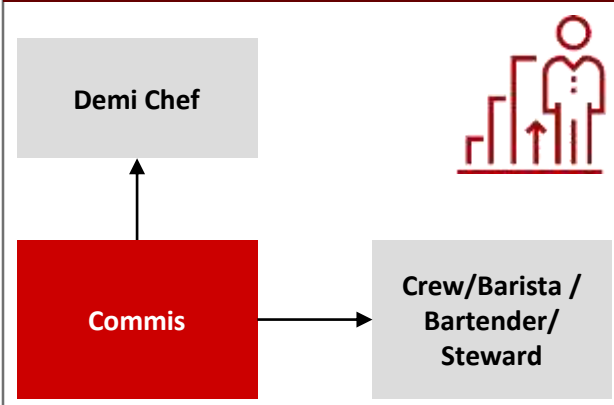 Demi Chef
Commis
Crew/Barista /
Bartender/
Steward